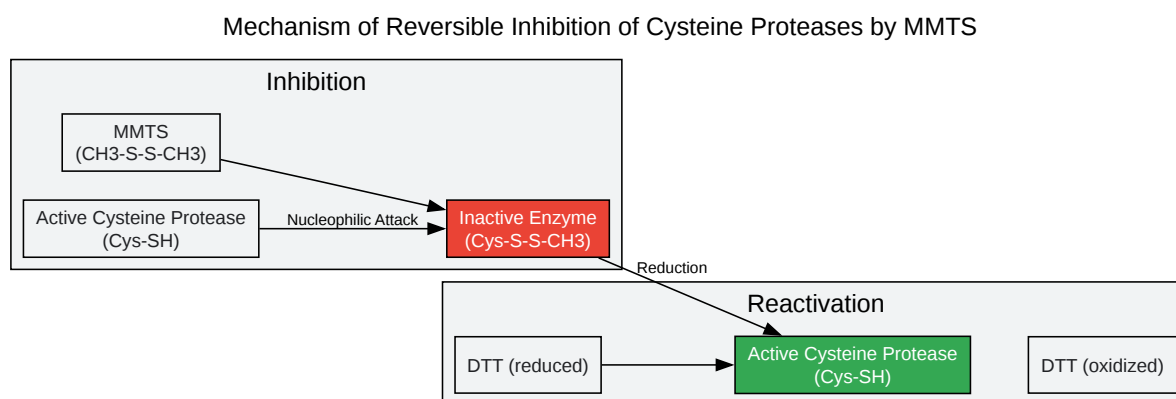 Mechanism of Reversible Inhibition of Cysteine Proteases by MMTS
Inhibition
MMTS
(CH3-S-S-CH3)
Active Cysteine Protease
(Cys-SH)
Nucleophilic Attack
Inactive Enzyme
(Cys-S-S-CH3)
Reduction
Reactivation
DTT (reduced)
Active Cysteine Protease
(Cys-SH)
DTT (oxidized)